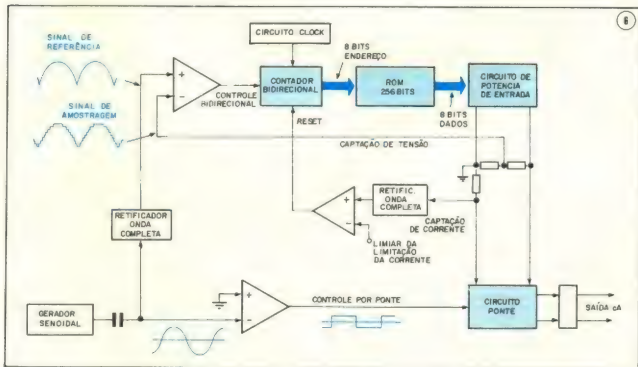 6
CIRCUITO CLOCK
SINAL DE
REFERÊNCIA
8 BITS
ENDEREÇO
CONTADOR
BIDIRECIONAL
ROM
256 BITS
CIRCUITO DE
POTENCIA
DE ENTRADA
CONTROLE
BIDIRECIONAL
SINAL DE
AMOSTRAGEM
RESET
8 BITS
DADOS
CAPTAÇÃO DE TENSÃO
RETIFICADOR
ONDA
COMPLETA
RETIFIC.
ONDA
COMPLETA
CAPTAÇÃO
DE CORRENTE
LIMIAR DA
LIMITAÇÃO
DA CORRENTE
GERADOR
SENOIDAL
CONTROLE POR PONTE
CIRCUITO
PONTE
SAÍDA CA